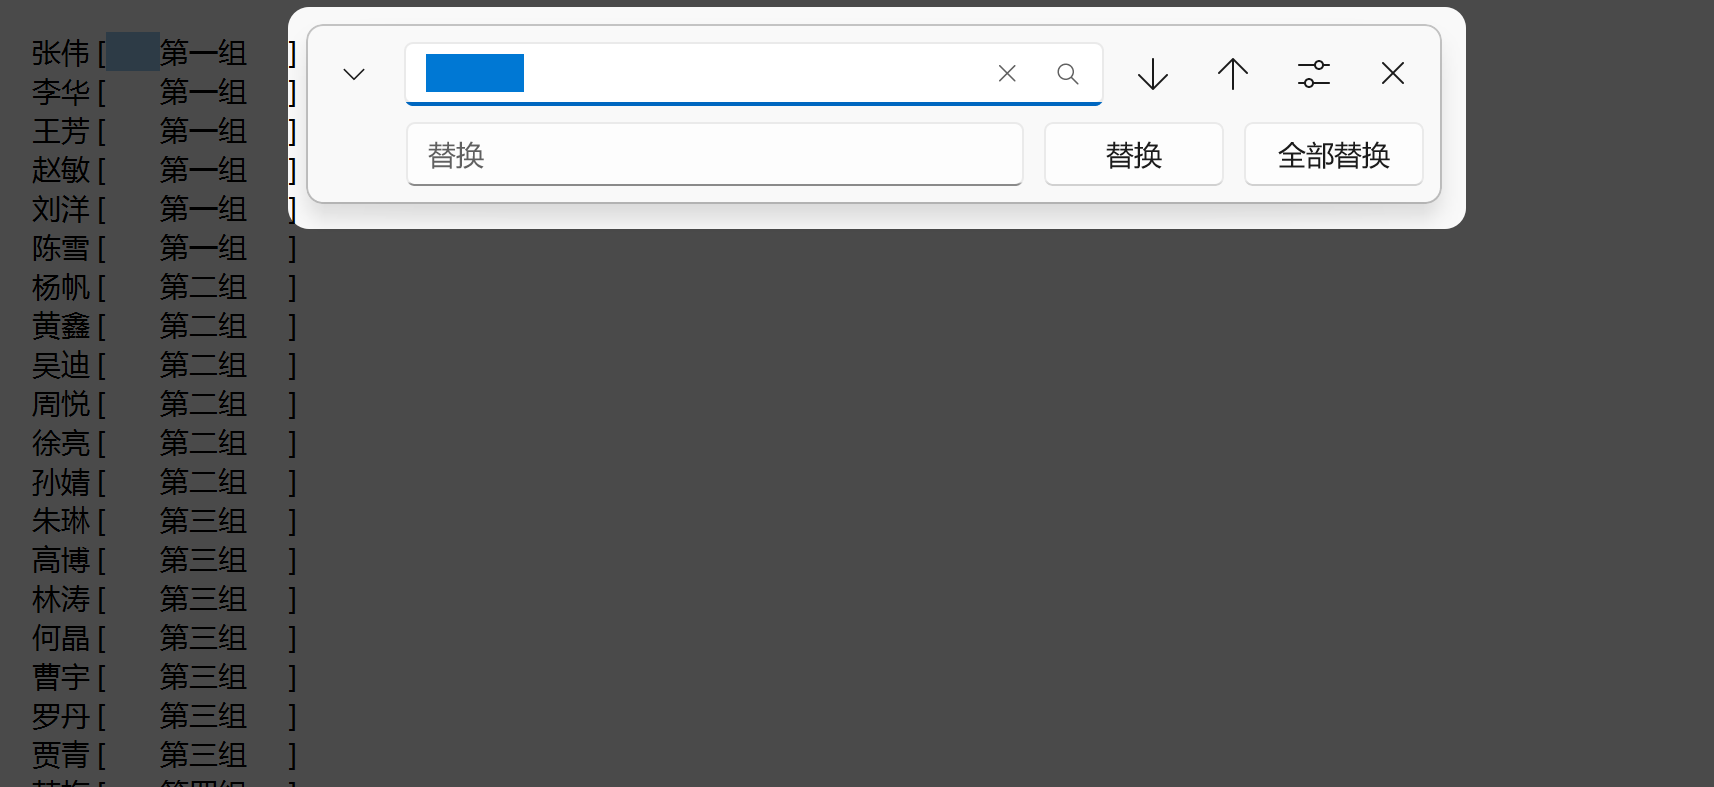 张伟 [ 第一组 ]
李华 [ 第一组 ]
王芳 [ 第一组 ]
赵敏 [ 第一组 ]
刘洋 [ 第一组 ]
陈雪 [ 第一组 ]
杨帆 [ 第二组 ]
黄鑫 [ 第二组 ]
吴迪 [ 第二组 ]
周悦 [ 第二组 ]
徐亮 [ 第二组 ]
孙婧 [ 第二组 ]
朱琳 [ 第三组 ]
高博 [ 第三组 ]
林涛 [ 第三组 ]
何晶 [ 第三组 ]
曹宇 [ 第三组 ]
罗丹 [ 第三组 ]
贾青 [ 第三组 ]
替换 替换 全部替换